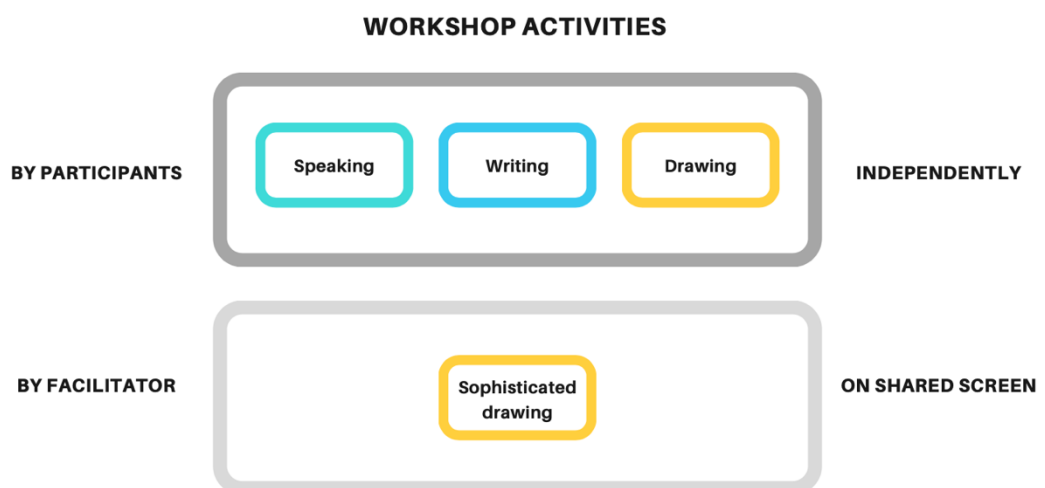 WORKSHOP ACTIVITIES
BY PARTICIPANTS
Speaking
Writing
Drawing
INDEPENDENTLY
BY FACILITATOR
Sophisticated
drawing
ON SHARED SCREEN